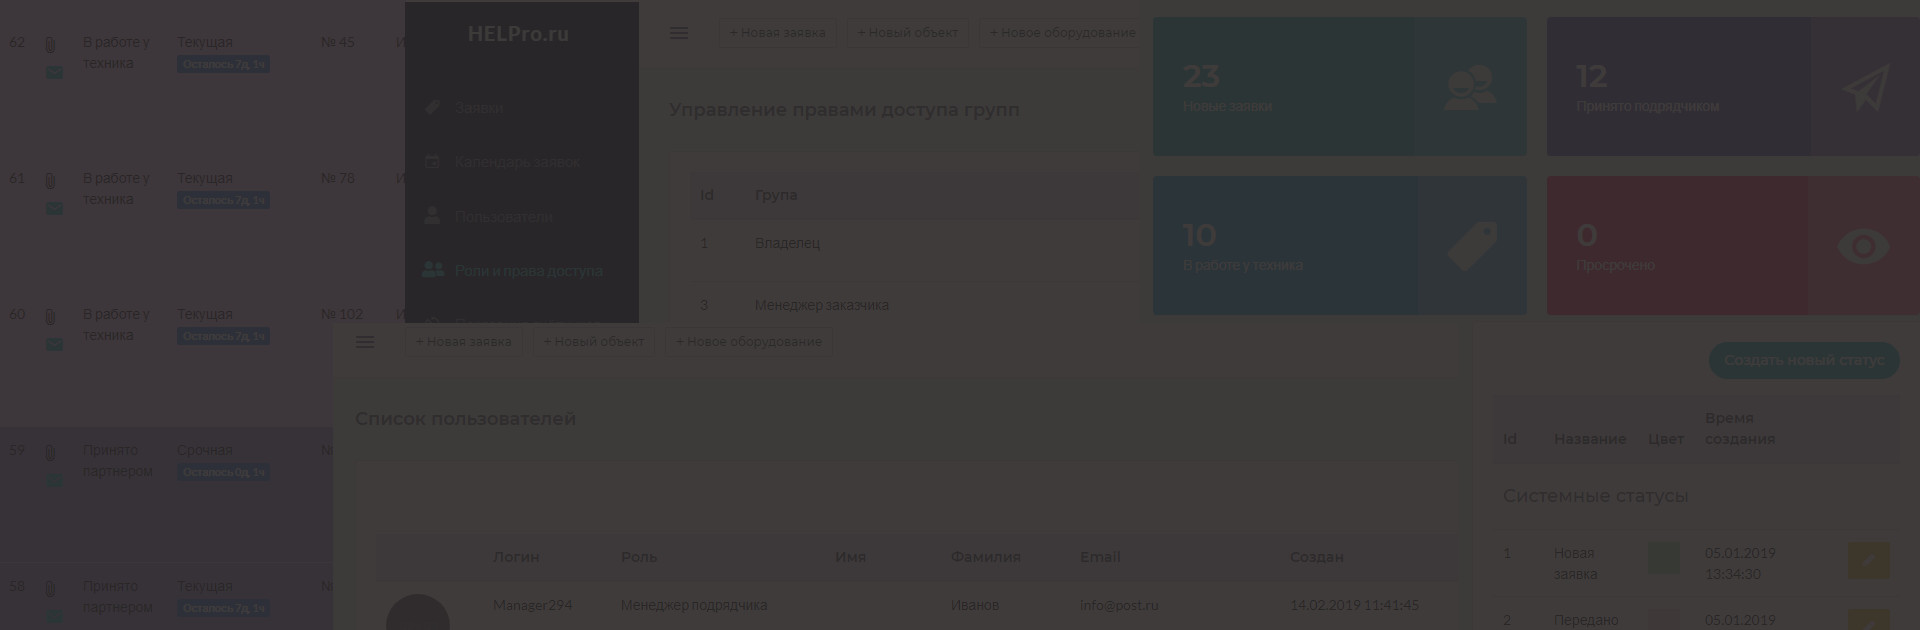 62
В работе у
техника
Текущая
Осталось 7д, 1ч
№ 45
61
В работе у
техника
Текущая
Осталось 7д, 1ч
№ 78
60
В работе у
техника
Текущая
Осталось 7д, 1ч
№ 102
59
Принято
партнером
Срочная
Осталось 0д, 1ч
58
Принято
партнером
Текущая
Осталось 7д, 1ч
HELPro.ru
Заявки
Календарь заявок
Пользователи
Роли и права доступа
+ Новая заявка
+ Новый объект
+ Новое оборудование
Управление правами доступа групп
Id Група
1 Владелец
3 Менеджер заказчика
23
Новые заявки
12
Принято подрядчиком
10
В работе у техника
0
Просрочено
+ Новая заявка
+ Новый объект
+ Новое оборудование
Список пользователей
Логин Роль Имя Фамилия Email Создан
Manager294 Менеджер подрядчика Иванов info@post.ru 14.02.2019 11:41:45
Создать новый статус
Id Название Цвет Время
создания
Системные статусы
1 Новая
заявка
05.01.2019
13:34:30
2 Передано 05.01.2019